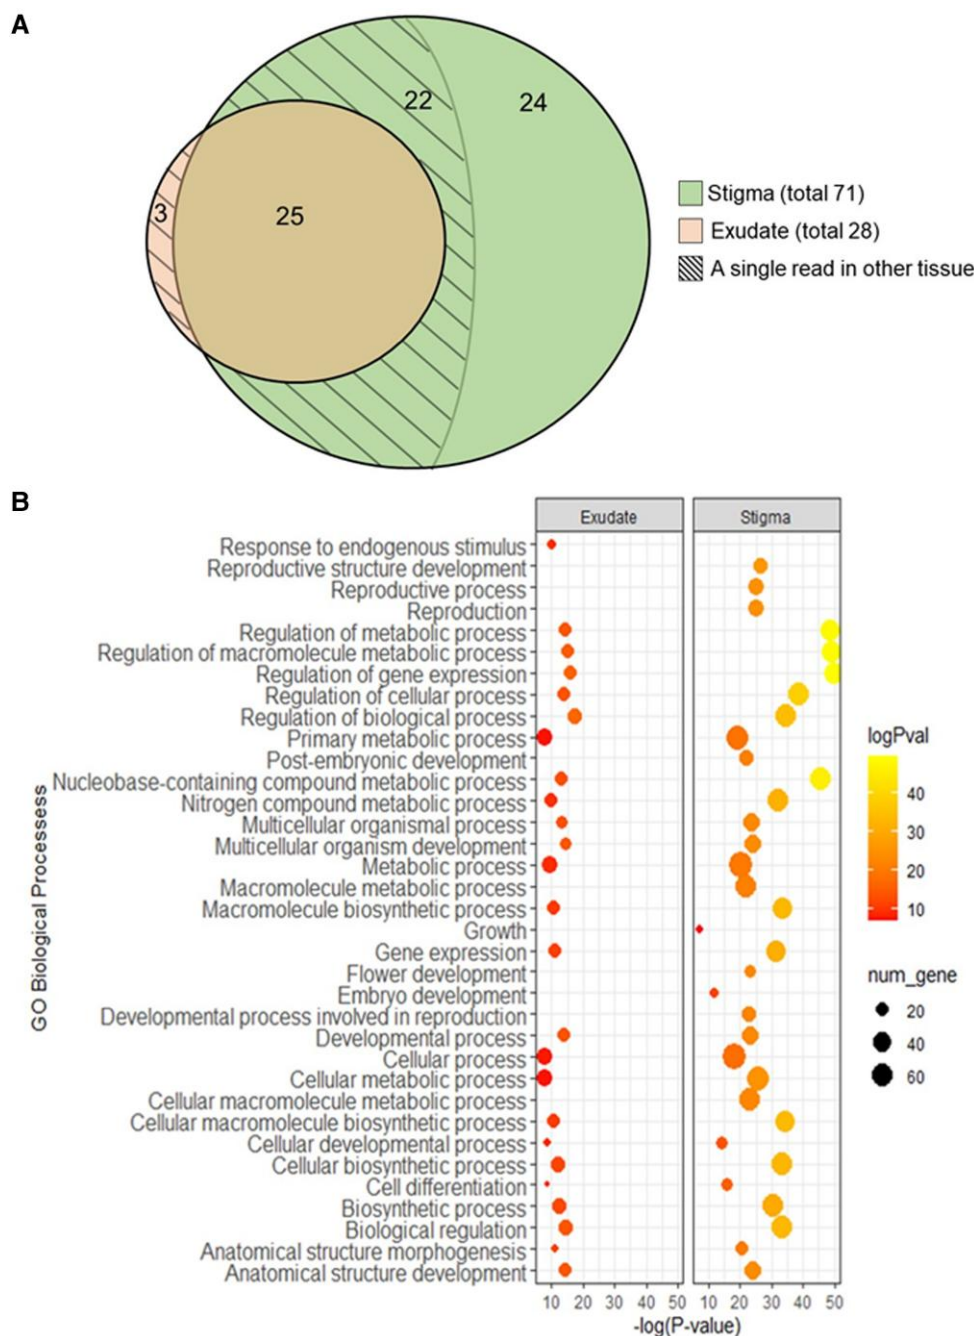 A
22
24
3
25
Stigma (total 71)
Exudate (total 28)
A single read in other tissue
B
Exudate
Stigma
GO Biological Processess
Response to endogenous stimulus
Reproductive structure development
Reproductive process
Reproduction
Regulation of metabolic process
Regulation of macromolecule metabolic process
Regulation of gene expression
Regulation of cellular process
Regulation of biological process
Primary metabolic process
Post-embryonic development
Nucleobase-containing compound metabolic process
Nitrogen compound metabolic process
Multicellular organismal process
Multicellular organism development
Metabolic process
Macromolecule metabolic process
Macromolecule biosynthetic process
Growth
Gene expression
Flower development
Embryo development
Developmental process involved in reproduction
Developmental process
Cellular process
Cellular metabolic process
Cellular macromolecule metabolic process
Cellular macromolecule biosynthetic process
Cellular developmental process
Cellular biosynthetic process
Cell differentiation
Biosynthetic process
Biological regulation
Anatomical structure morphogenesis
Anatomical structure development
10 20 30 40 50
10 20 30 40 50
-log(P-value)
logPval
40
30
20
10
num_gene
20
40
60